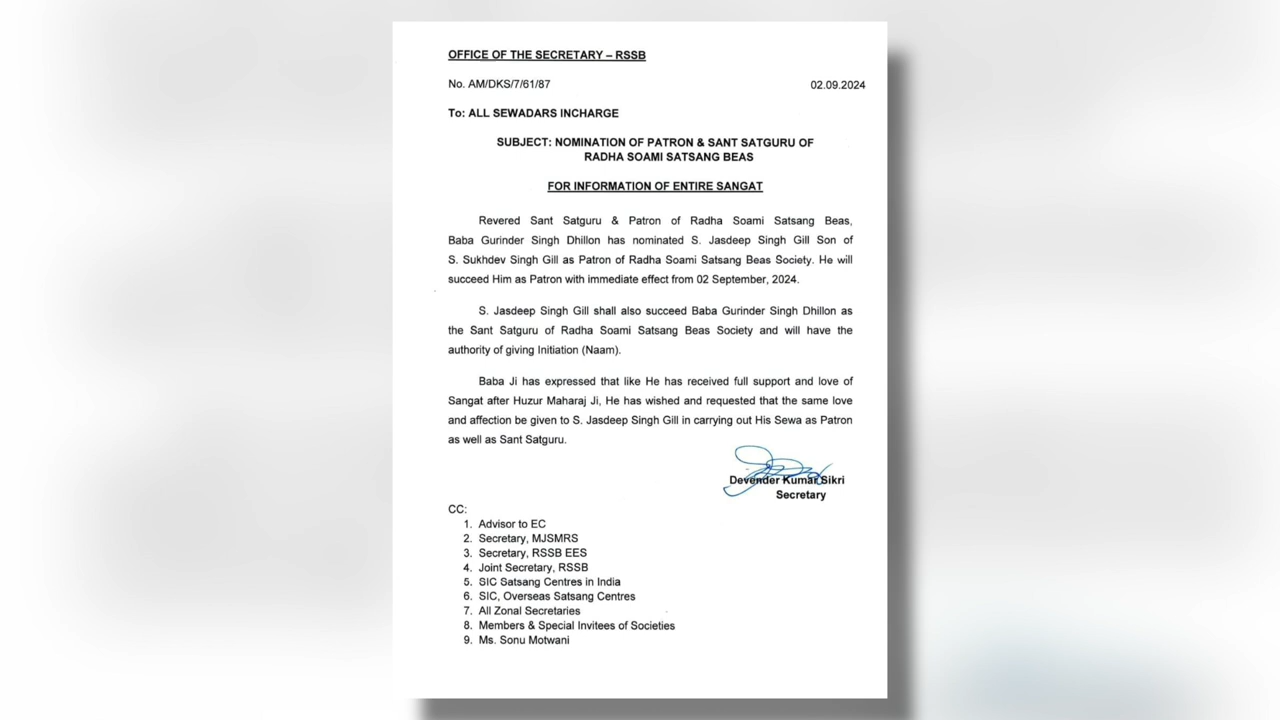 OFFICE OF THE SECRETARY – RSSB
No. AM/DKS/7/61/87 02.09.2024
To: ALL SEWADARS INCHARGE
SUBJECT: NOMINATION OF PATRON & SANT SATGURU OF
RADHA SOAMI SATSANG BEAS
FOR INFORMATION OF ENTIRE SANGAT
Revered Sant Satguru & Patron of Radha Soami Satsang Beas,
Baba Gurinder Singh Dhillon has nominated S. Jasdeep Singh Gill Son of
S. Sukhdev Singh Gill as Patron of Radha Soami Satsang Beas Society. He will
succeed Him as Patron with immediate effect from 02 September, 2024.
S. Jasdeep Singh Gill shall also succeed Baba Gurinder Singh Dhillon as
the Sant Satguru of Radha Soami Satsang Beas Society and will have the
authority of giving Initiation (Naam).
Baba Ji has expressed that like He has received full support and love of
Sangat after Huzur Maharaj Ji, He has wished and requested that the same love
and affection be given to S. Jasdeep Singh Gill in carrying out His Sewa as Patron
as well as Sant Satguru.
Devender Kumar Sikri
Secretary
CC:
1. Advisor to EC
2. Secretary, MJSMRS
3. Secretary, RSSB EES
4. Joint Secretary, RSSB
5. SIC Satsang Centres in India
6. SIC, Overseas Satsang Centres
7. All Zonal Secretaries
8. Members & Special Invitees of Societies
9. Ms. Sonu Motwani